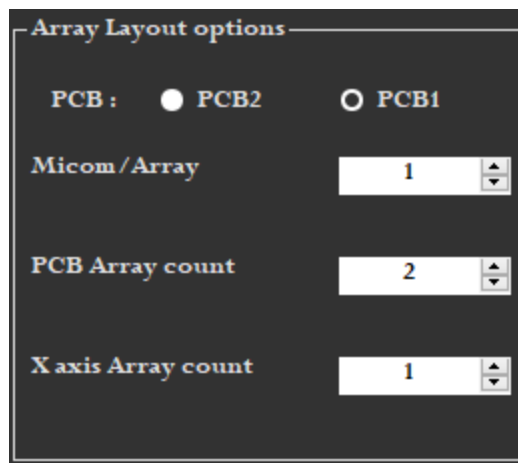 Array Layout options
PCB : PCB2 PCB1
Micom/Array 1
PCB Array count 2
X axis Array count 1